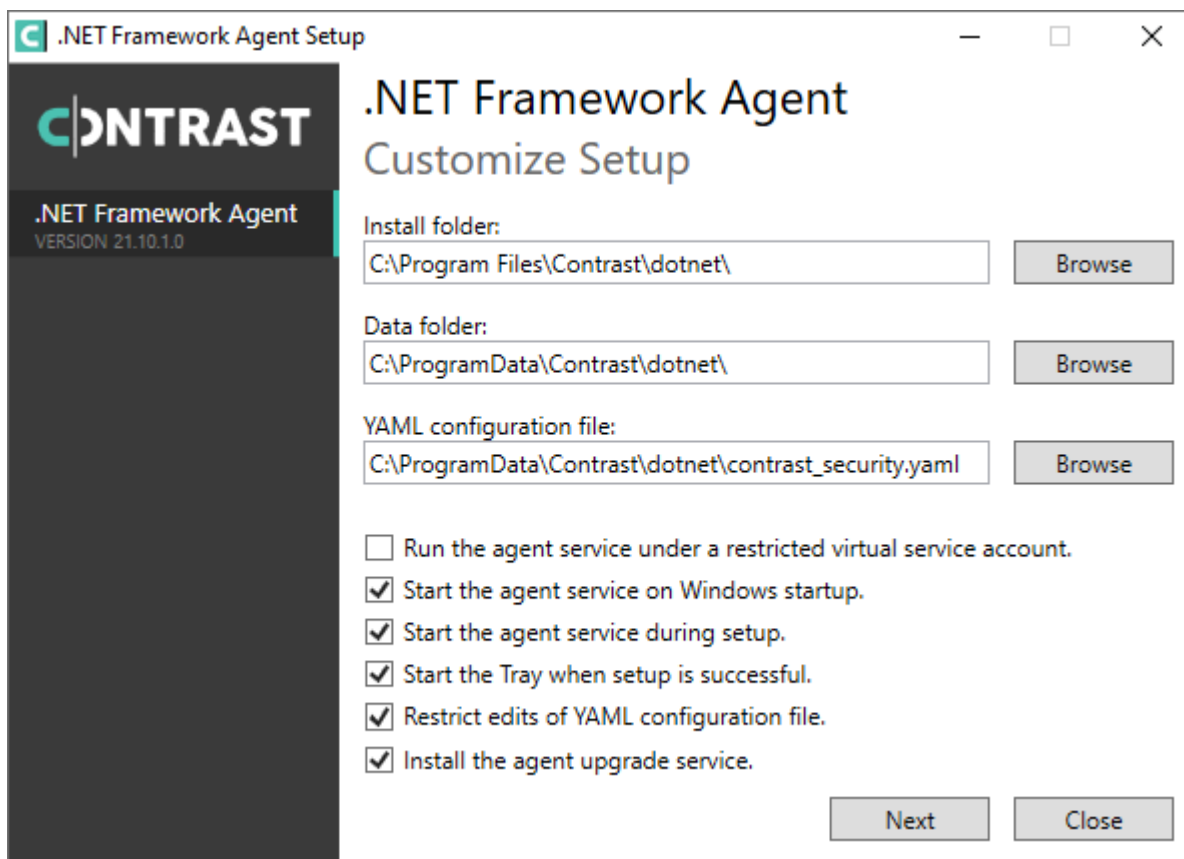 .NET Framework Agent Setup
CONTRAST
.NET Framework Agent
VERSION 21.10.1.0
.NET Framework Agent
Customize Setup
Install folder:
C:\Program Files\Contrast\dotnet\
Browse
Data folder:
C:\ProgramData\Contrast\dotnet\
Browse
YAML configuration file:
C:\ProgramData\Contrast\dotnet\contrast_security.yaml
Browse
Run the agent service under a restricted virtual service account.
Start the agent service on Windows startup.
Start the agent service during setup.
Start the Tray when setup is successful.
Restrict edits of YAML configuration file.
Install the agent upgrade service.
Next
Close